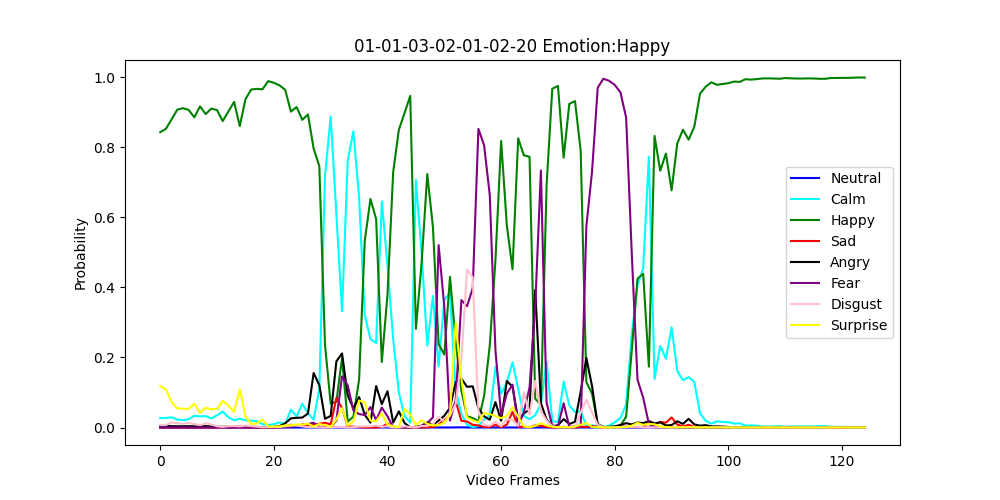 01-01-03-02-01-02-20 Emotion:Happy
1.0
0.8
0.6
0.4
0.2
0.0
Probability
0
20
40
60
80
100
120
Video Frames
Neutral
Calm
Happy
Sad
Angry
Fear
Disgust
Surprise